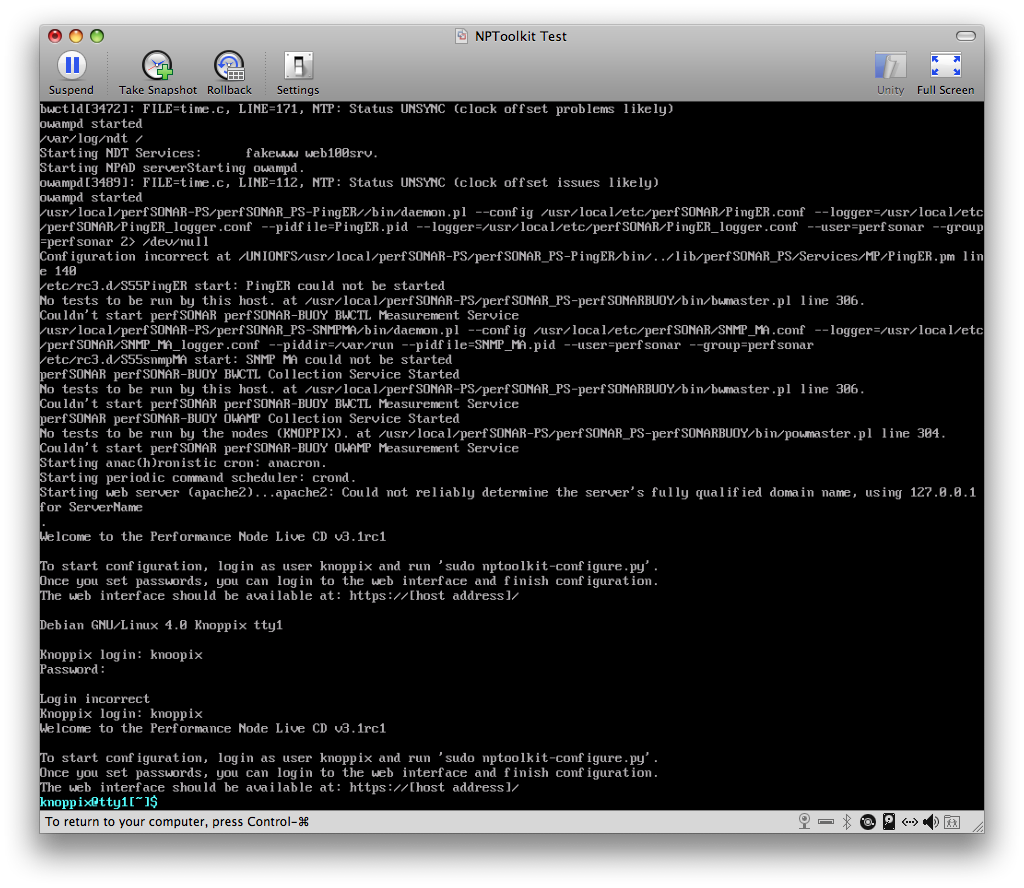 NPToolkit Test
Suspend
Take Snapshot
Rollback
Settings
Unity
Full Screen
bwctld[3472]: FILE=time.c, LINE=171, NTP: Status UNSYNC (clock offset problems likely)
owampd started
/var/log/ndt /
Starting NDT Services:      fakewww web100srv.
Starting NPAD serverStarting owampd.
owampd[3489]: FILE=time.c, LINE=112, NTP: Status UNSYNC (clock offset issues likely)
owampd started
/usr/local/perfSONAR-PS/perfSONAR_PS-PingER//bin/daemon.pl --config /usr/local/etc/perfSONAR/PingER.conf --logger=/usr/local/etc
/perfSONAR/PingER_logger.conf --pidfile=PingER.pid --logger=/usr/local/etc/perfSONAR/PingER_logger.conf --user=perfsonar --group
=perfsonar 2> /dev/null
Configuration incorrect at /UNIONFS/usr/local/perfSONAR-PS/perfSONAR_PS-PingER/bin/../lib/perfSONAR_PS/Services/MP/PingER.pm lin
e 140
/etc/rc3.d/S55PingER start: PingER could not be started
No tests to be run by this host. at /usr/local/perfSONAR-PS/perfSONAR_PS-perfSONARBUOY/bin/bwmaster.pl line 306.
Couldn't start perfSONAR perfSONAR-BUOY BWCTL Measurement Service
/usr/local/perfSONAR-PS/perfSONAR_PS-SNMPMA/bin/daemon.pl --config /usr/local/etc/perfSONAR/SNMP_MA.conf --logger=/usr/local/etc
/perfSONAR/SNMP_MA_logger.conf --piddir=/var/run --pidfile=SNMP_MA.pid --user=perfsonar --group=perfsonar
/etc/rc3.d/S55snmpMA start: SNMP MA could not be started
perfSONAR perfSONAR-BUOY BWCTL Collection Service Started
No tests to be run by this host. at /usr/local/perfSONAR-PS/perfSONAR_PS-perfSONARBUOY/bin/bwmaster.pl line 306.
Couldn't start perfSONAR perfSONAR-BUOY BWCTL Measurement Service
perfSONAR perfSONAR-BUOY OWAMP Collection Service Started
No tests to be run by the nodes (KNOPPIX). at /usr/local/perfSONAR-PS/perfSONAR_PS-perfSONARBUOY/bin/powmaster.pl line 304.
Couldn't start perfSONAR perfSONAR-BUOY OWAMP Measurement Service
Starting anac(h)ronistic cron: anacron.
Starting periodic command scheduler: crond.
Starting web server (apache2)...apache2: Could not reliably determine the server's fully qualified domain name, using 127.0.0.1
for ServerName
.
Welcome to the Performance Node Live CD v3.1rc1
To start configuration, login as user knoppix and run 'sudo nptoolkit-configure.py'.
Once you set passwords, you can login to the web interface and finish configuration.
The web interface should be available at: https://[host address]/
Debian GNU/Linux 4.0 Knoppix tty1
Knoppix login: knoopix
Password:
Login incorrect
Knoppix login: knoppix
Welcome to the Performance Node Live CD v3.1rc1
To start configuration, login as user knoppix and run 'sudo nptoolkit-configure.py'.
Once you set passwords, you can login to the web interface and finish configuration.
The web interface should be available at: https://[host address]/
knoppix@tty1[~]$
To return to your computer, press Control-⌘